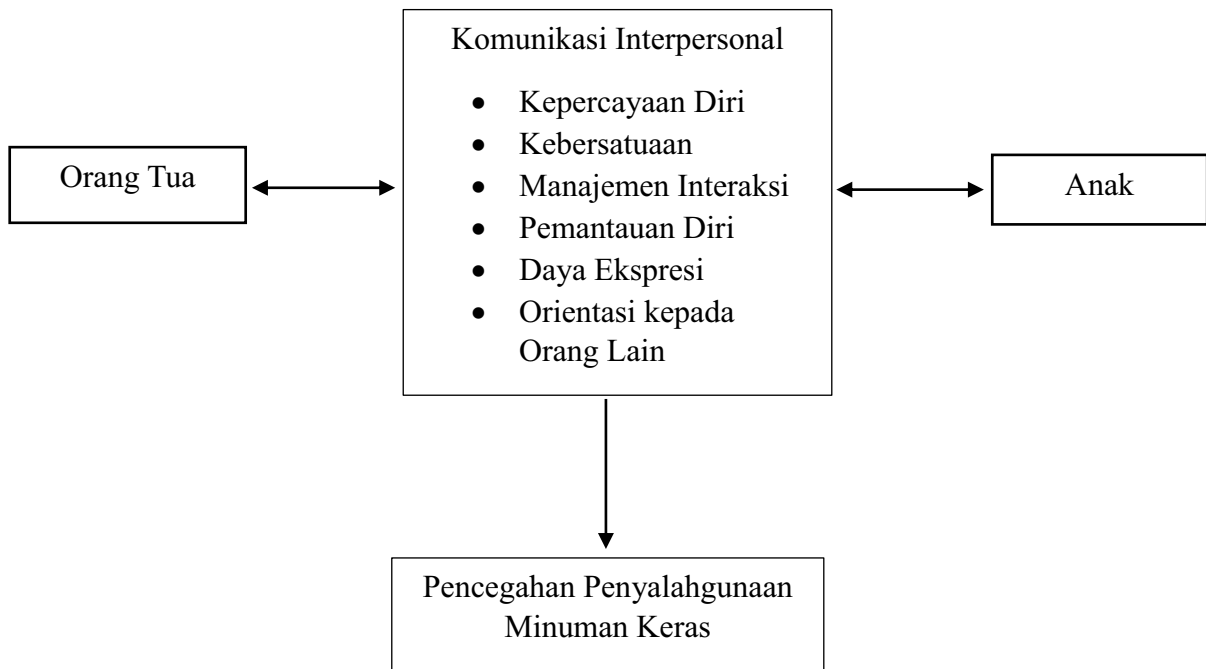 Komunikasi Interpersonal
• Kepercayaan Diri
• Kebersatuaan
• Manajemen Interaksi
• Pemantauan Diri
• Daya Ekspresi
• Orientasi kepada
Orang Lain
Orang Tua
Anak
Pencegahan Penyalahgunaan
Minuman Keras